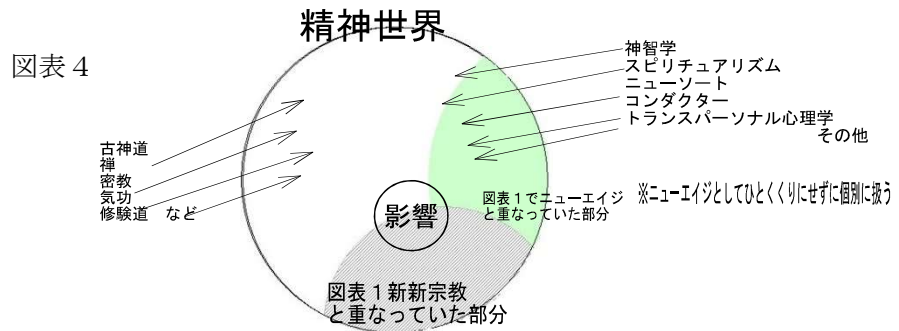 精神世界
図表４
神智学
スピリチュアリズム
ニューソート
コンダクター
トランスパーソナル心理学
その他
古神道
禅
密教
気功
修験道　など
影響
図表１でニューエイジ
と重なっていた部分
※ニューエイジとしてひとくくりにせずに個別に扱う
図表１新新宗教
と重なっていた部分